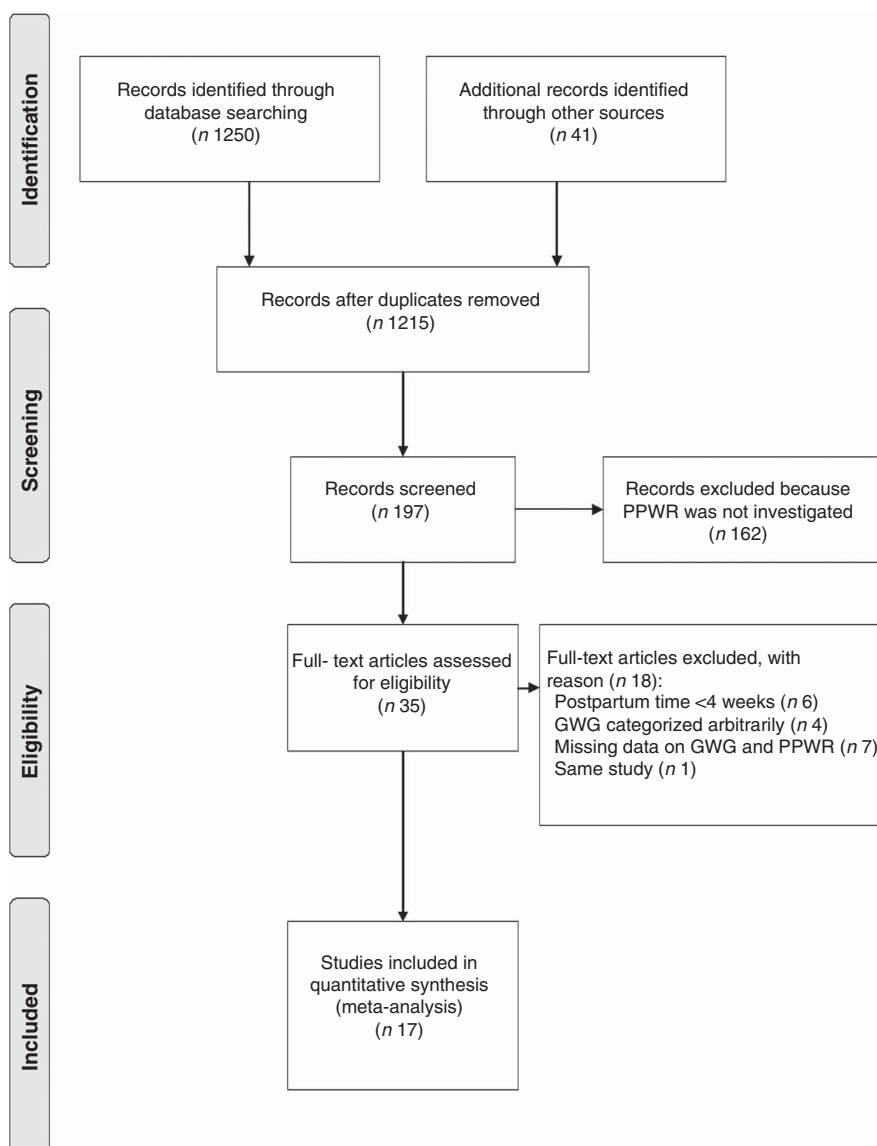 Identification
Records identified through
database searching
(n 1250)
Additional records identified
through other sources
(n 41)
Records after duplicates removed
(n 1215)
Screening
Records screened
(n 197)
Records excluded because
PPWR was not investigated
(n 162)
Eligibility
Full- text articles assessed
for eligibility
(n 35)
Full-text articles excluded, with
reason (n 18):
Postpartum time <4 weeks (n 6)
GWG categorized arbitrarily (n 4)
Missing data on GWG and PPWR (n 7)
Same study (n 1)
Included
Studies included in
quantitative synthesis
(meta-analysis)
(n 17)